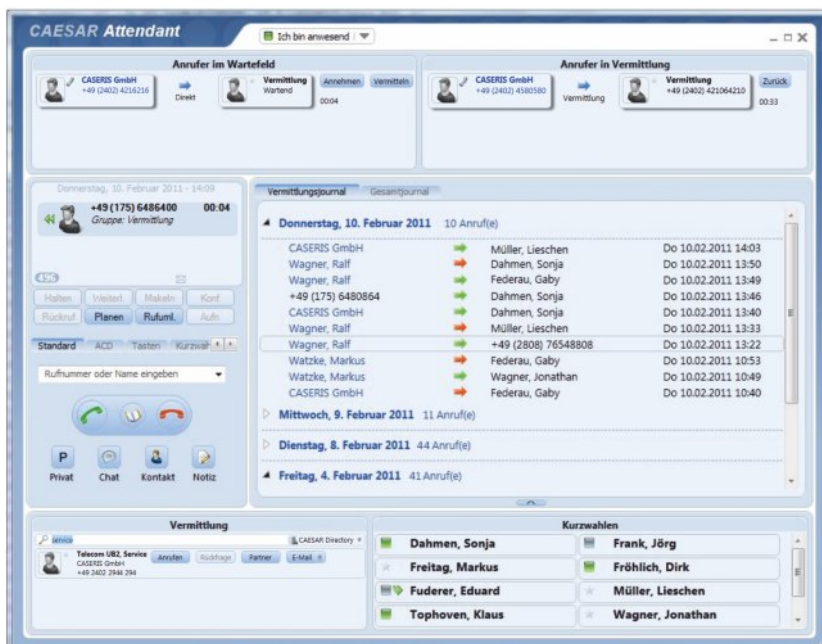 CAESAR Attendant
Ich bin anwesend
Anrufer im Wartefeld
CASERIS GmbH
+49 (2402) 4216216
Direkt
Vermittlung
Wartend
Annehmen
Vermitteln
00:04
Anrufer in Vermittlung
CASERIS GmbH
+49 (2402) 4580580
Vermittlung
Vermittlung
+49 (2402) 421064210
Zurück
00:33
Donnerstag, 10. Februar 2011 - 14:09
+49 (175) 6486400 00:04
Gruppe: Vermittlung
496
Halten Weiterl. Makeln Konf.
Rückruf Planen Rufuml. Aufn.
Standard ACD Tasten Kurzwahl
Rufnummer oder Name eingeben
P
Privat Chat Kontakt Notiz
Vermittlungsjournal Gesamtjournal
Donnerstag, 10. Februar 2011 10 Anruf(e)
CASERIS GmbH Müller, Lieschen Do 10.02.2011 14:03
Wagner, Ralf Dahmen, Sonja Do 10.02.2011 13:50
Wagner, Ralf Federau, Gaby Do 10.02.2011 13:49
+49 (175) 6480864 Dahmen, Sonja Do 10.02.2011 13:46
CASERIS GmbH Dahmen, Sonja Do 10.02.2011 13:40
Wagner, Ralf Müller, Lieschen Do 10.02.2011 13:33
Wagner, Ralf +49 (2808) 76548808 Do 10.02.2011 13:22
Watzke, Markus Federau, Gaby Do 10.02.2011 10:53
Watzke, Markus Wagner, Jonathan Do 10.02.2011 10:49
CASERIS GmbH Federau, Gaby Do 10.02.2011 10:40
Mittwoch, 9. Februar 2011 11 Anruf(e)
Dienstag, 8. Februar 2011 44 Anruf(e)
Freitag, 4. Februar 2011 41 Anruf(e)
Vermittlung
service CAESAR Directory
Telecom UB2, Service
CASERIS GmbH
+49 2402 2944 294
Anrufen Rückfrage Partner E-Mail
Kurzwahlen
Dahmen, Sonja Frank, Jörg
Freitag, Markus Fröhlich, Dirk
Fuderer, Eduard Müller, Lieschen
Tophoven, Klaus Wagner, Jonathan